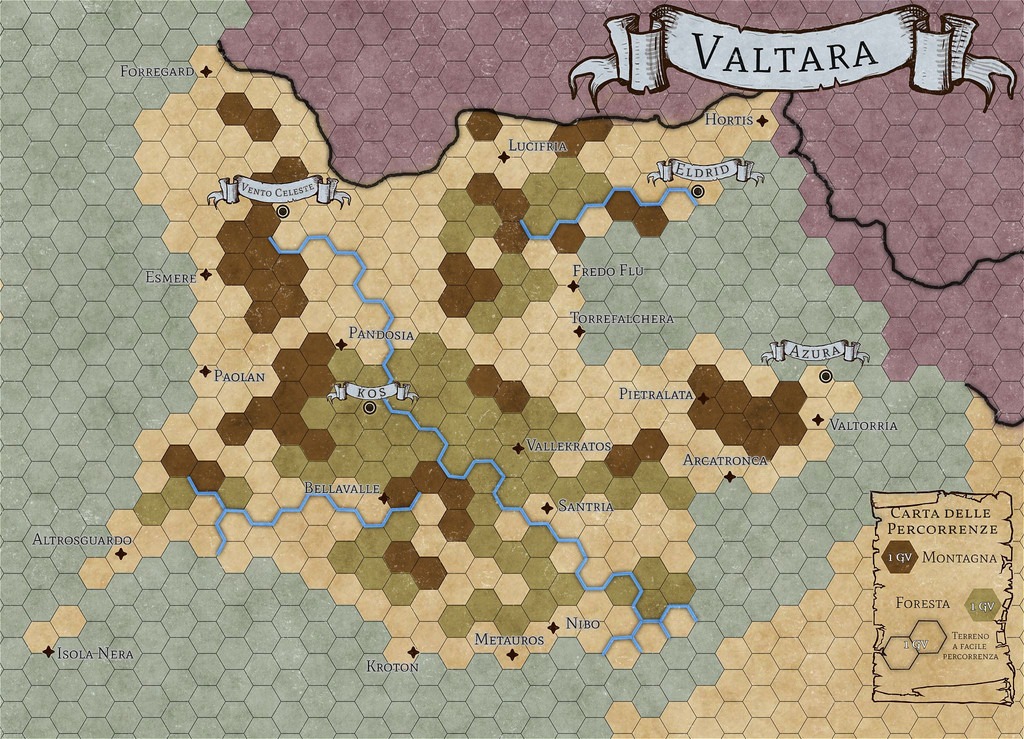 VALTARA
FORREGARD
HORTIS
LUCIFRIA
ELDRID
VENTO CELESTE
ESMERE
FREDO FLU
TORREFALCHERA
PANDOSIA
AZURA
PAOLAN
KOS
PIETRALATA
VALTORRIA
VALLEKRATOS
ARCATRONCA
BELLAVALLE
SANTRIA
ALTROSGUARDO
NIBO
METAUROS
ISOLA NERA
KROTON
CARTA DELLE
PERCORRENZE
1 GV MONTAGNA
FORESTA 1 GV
1 GV
TERRENO
A FACILE
PERCORRENZA